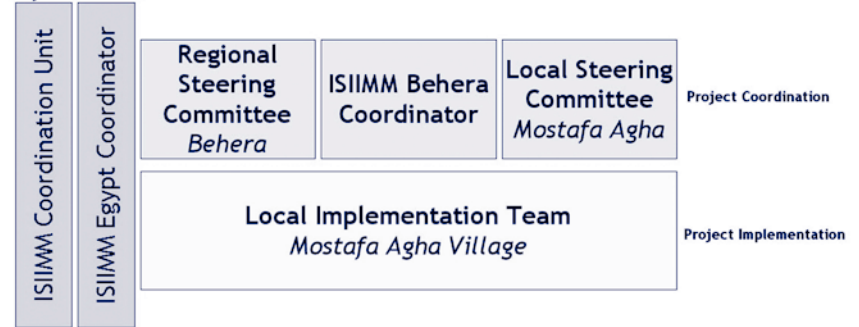 ISIIMM Coordination Unit
ISIIMM Egypt Coordinator
Regional
Steering
Committee
Behera
ISIIMM Behera
Coordinator
Local Steering
Committee
Mostafa Agha
Project Coordination
Local Implementation Team
Mostafa Agha Village
Project Implementation